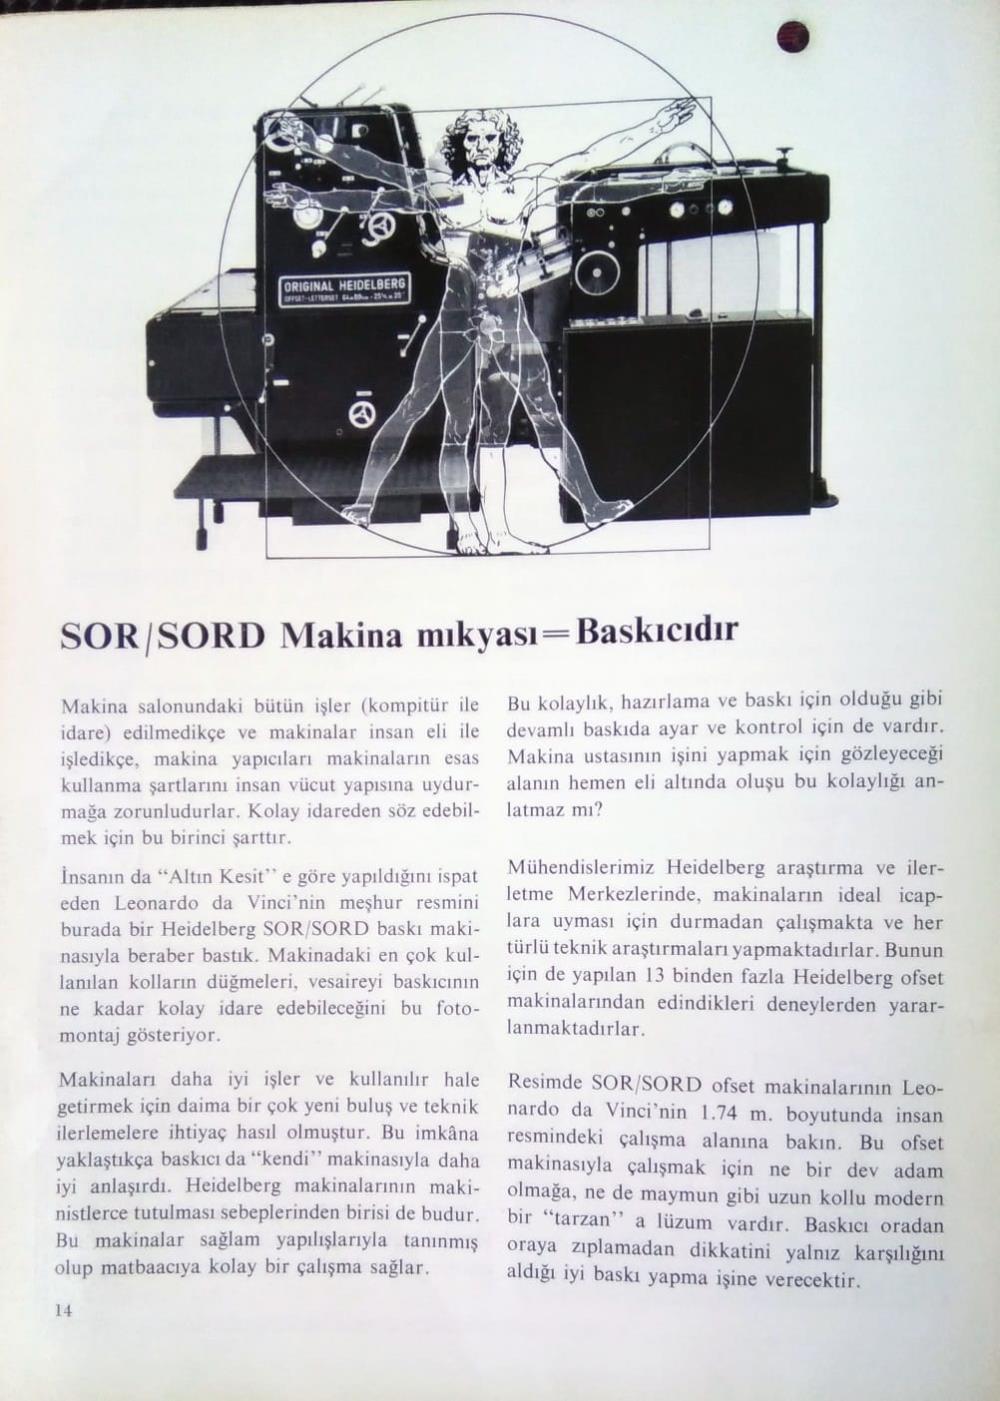 ORIGINAL HEIDELBERG
SOR/SORD Makina mıkyası=Baskıcıdır
Makina salonundaki bütün işler (kompitür ile
idare) edilmedikçe ve makinalar insan eli ile
işledikçe, makina yapıcıları makinaların esas
kullanma şartlarını insan vücut yapısına uydur-
mağa zorunludurlar. Kolay idareden söz edebil-
mek için bu birinci şarttır.
İnsanın da “Altın Kesit” e göre yapıldığını ispat
eden Leonardo da Vinci’nin meşhur resmini
burada bir Heidelberg SOR/SORD baskı maki-
nasıyla beraber bastık. Makinadaki en çok kul-
lanılan kolların düğmeleri, vesaireyi baskıcının
ne kadar kolay idare edebileceğini bu foto-
montaj gösteriyor.
Makinaları daha iyi işler ve kullanılır hale
getirmek için daima bir çok yeni buluş ve teknik
ilerlemelere ihtiyaç hasıl olmuştur. Bu imkâna
yaklaştıkça baskıcı da “kendi” makinasıyla daha
iyi anlaşırdı. Heidelberg makinalarının maki-
nistlerce tutulması sebeplerinden birisi de budur.
Bu makinalar sağlam yapılışlarıyla tanınmış
olup matbaacıya kolay bir çalışma sağlar.
14
Bu kolaylık, hazırlama ve baskı için olduğu gibi
devamlı baskıda ayar ve kontrol için de vardır.
Makina ustasının işini yapmak için gözleyeceği
alanın hemen eli altında oluşu bu kolaylığı an-
latmaz mı?
Mühendislerimiz Heidelberg araştırma ve iler-
letme Merkezlerinde, makinaların ideal icap-
lara uyması için durmadan çalışmakta ve her
türlü teknik araştırmaları yapmaktadırlar. Bunun
için de yapılan 13 binden fazla Heidelberg ofset
makinalarından edindikleri deneylerden yarar-
lanmaktadırlar.
Resimde SOR/SORD ofset makinalarının Leo-
nardo da Vinci’nin 1.74 m. boyutunda insan
resmindeki çalışma alanına bakın. Bu ofset
makinasıyla çalışmak için ne bir dev adam
olmağa, ne de maymun gibi uzun kollu modern
bir “tarzan” a lüzum vardır. Baskıcı oradan
oraya zıplamadan dikkatini yalnız karşılığını
aldığı iyi baskı yapma işine verecektir.